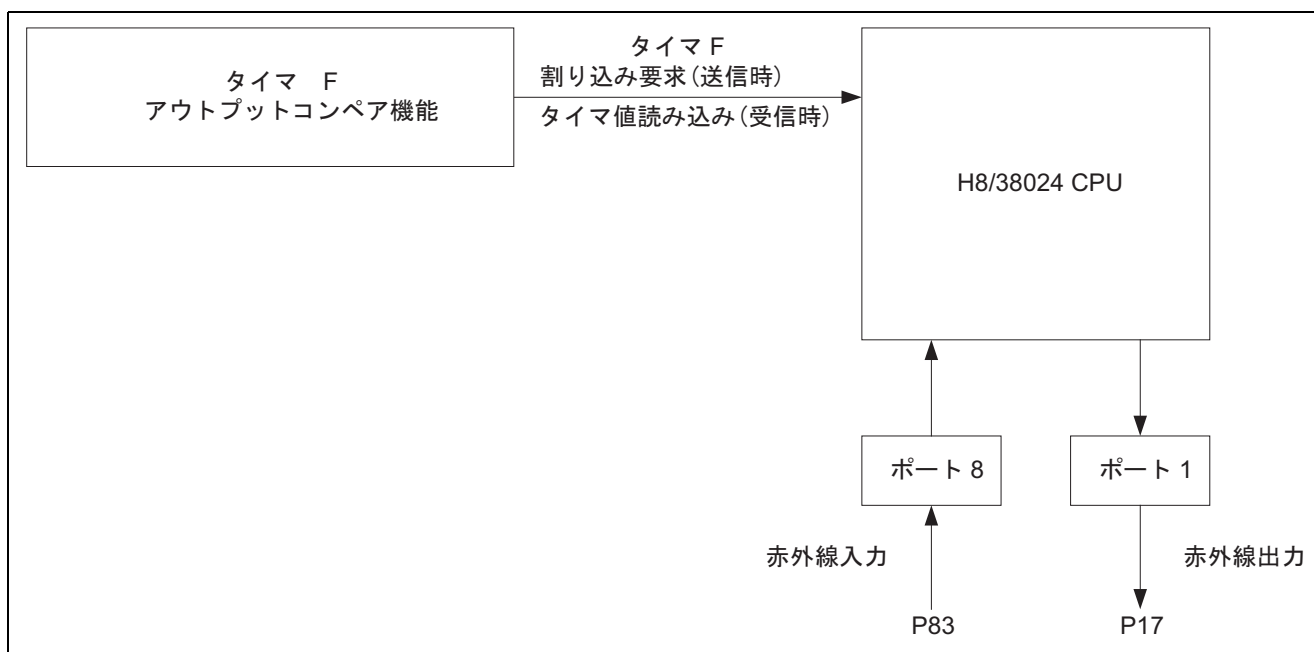 タイマ F
アウトプットコンペア機能
タイマ F
割り込み要求(送信時)
タイマ値読み込み(受信時)
H8/38024 CPU
ポート 8
ポート 1
赤外線入力
赤外線出力
P83
P17